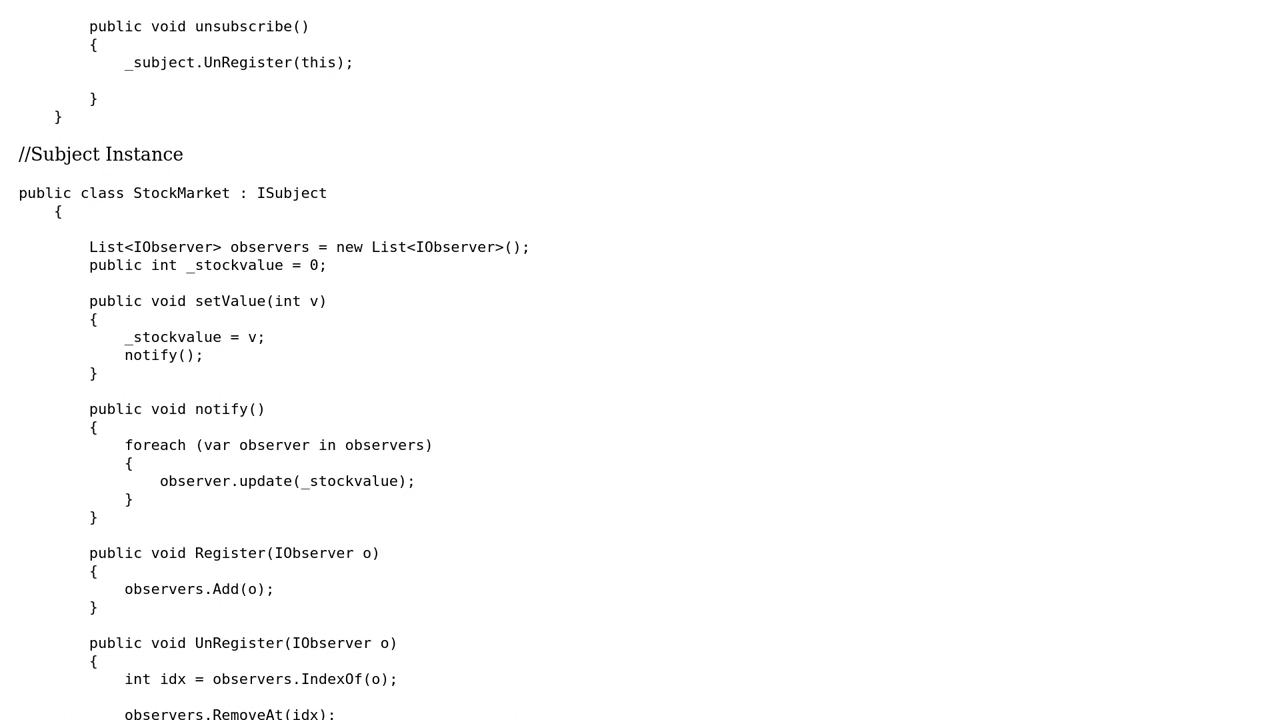 public void unsubscribe()
{
_subject.UnRegister(this);
}
}
//Subject Instance
public class StockMarket : ISubject
{
List<IObserver> observers = new List<IObserver>();
public int _stockvalue = 0;
public void setValue(int v)
{
_stockvalue = v;
notify();
}
public void notify()
{
foreach (var observer in observers)
{
observer.update(_stockvalue);
}
}
public void Register(IObserver o)
{
observers.Add(o);
}
public void UnRegister(IObserver o)
{
int idx = observers.IndexOf(o);
observers.RemoveAt(idx);